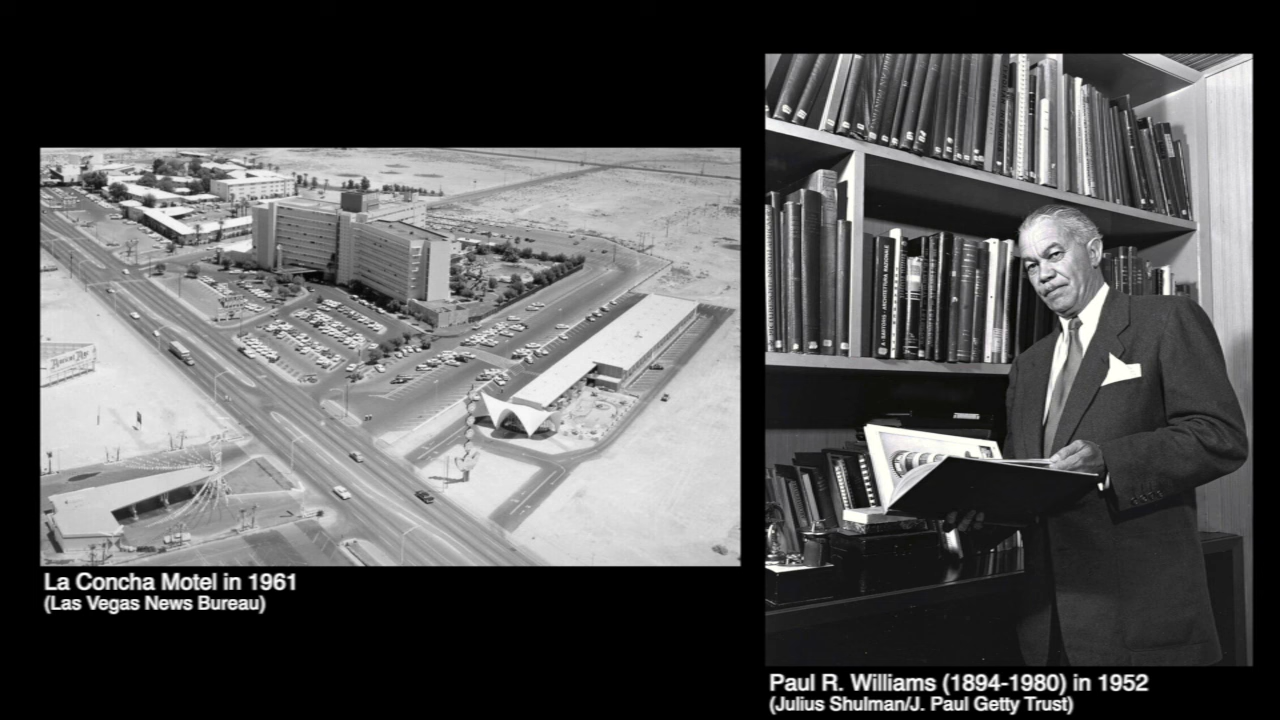 La Concha Motel in 1961
(Las Vegas News Bureau)
Paul R. Williams (1894-1980) in 1952
(Julius Shulman/J. Paul Getty Trust)